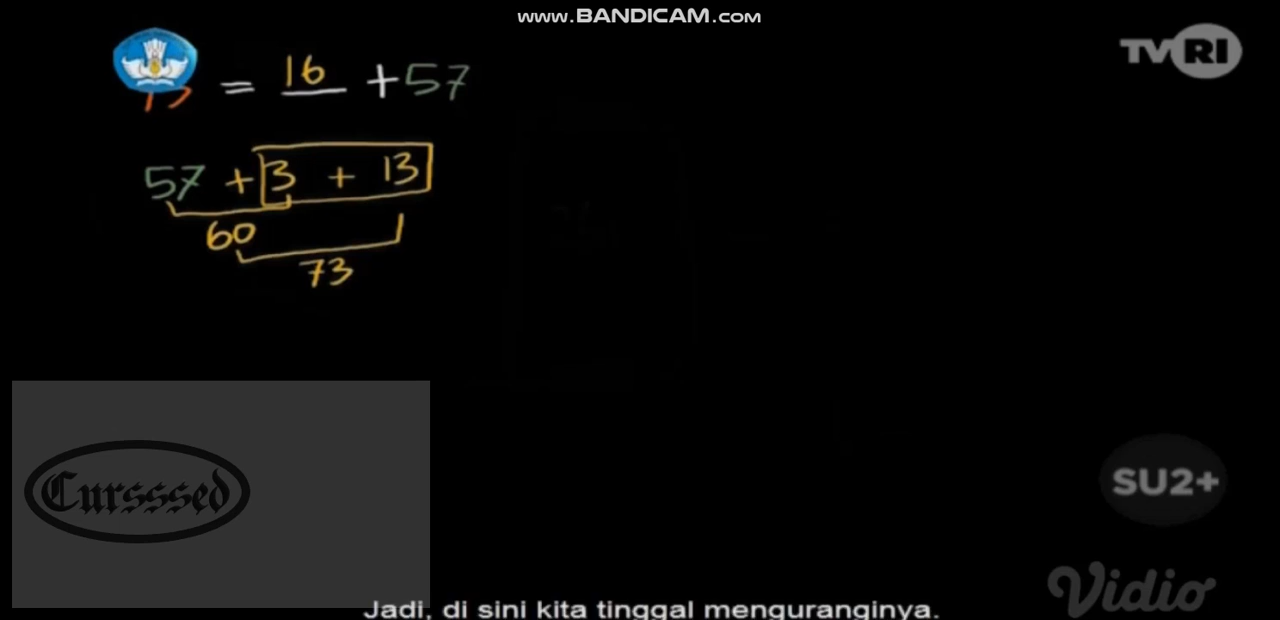 www.BANDICAM.com
TVRI
= 16 + 57
57 + 3 + 13
60
73
Cursssed
SU2+
Vidio
Jadi, di sini kita tinggal menguranginya.